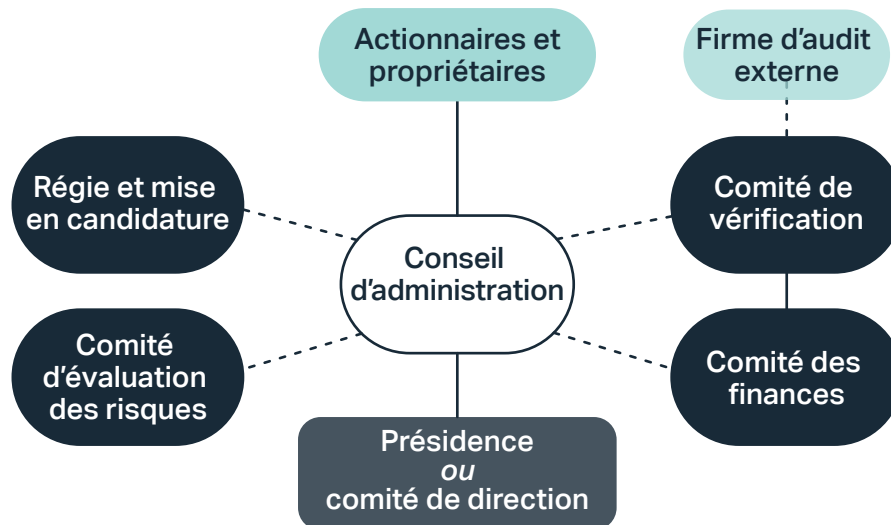 Actionnaires et
propriétaires
Firme d’audit
externe
Régie et mise
en candidature
Comité de
vérification
Conseil
d’administration
Comité
d’évaluation
des risques
Comité des
finances
Présidence
ou
comité de direction